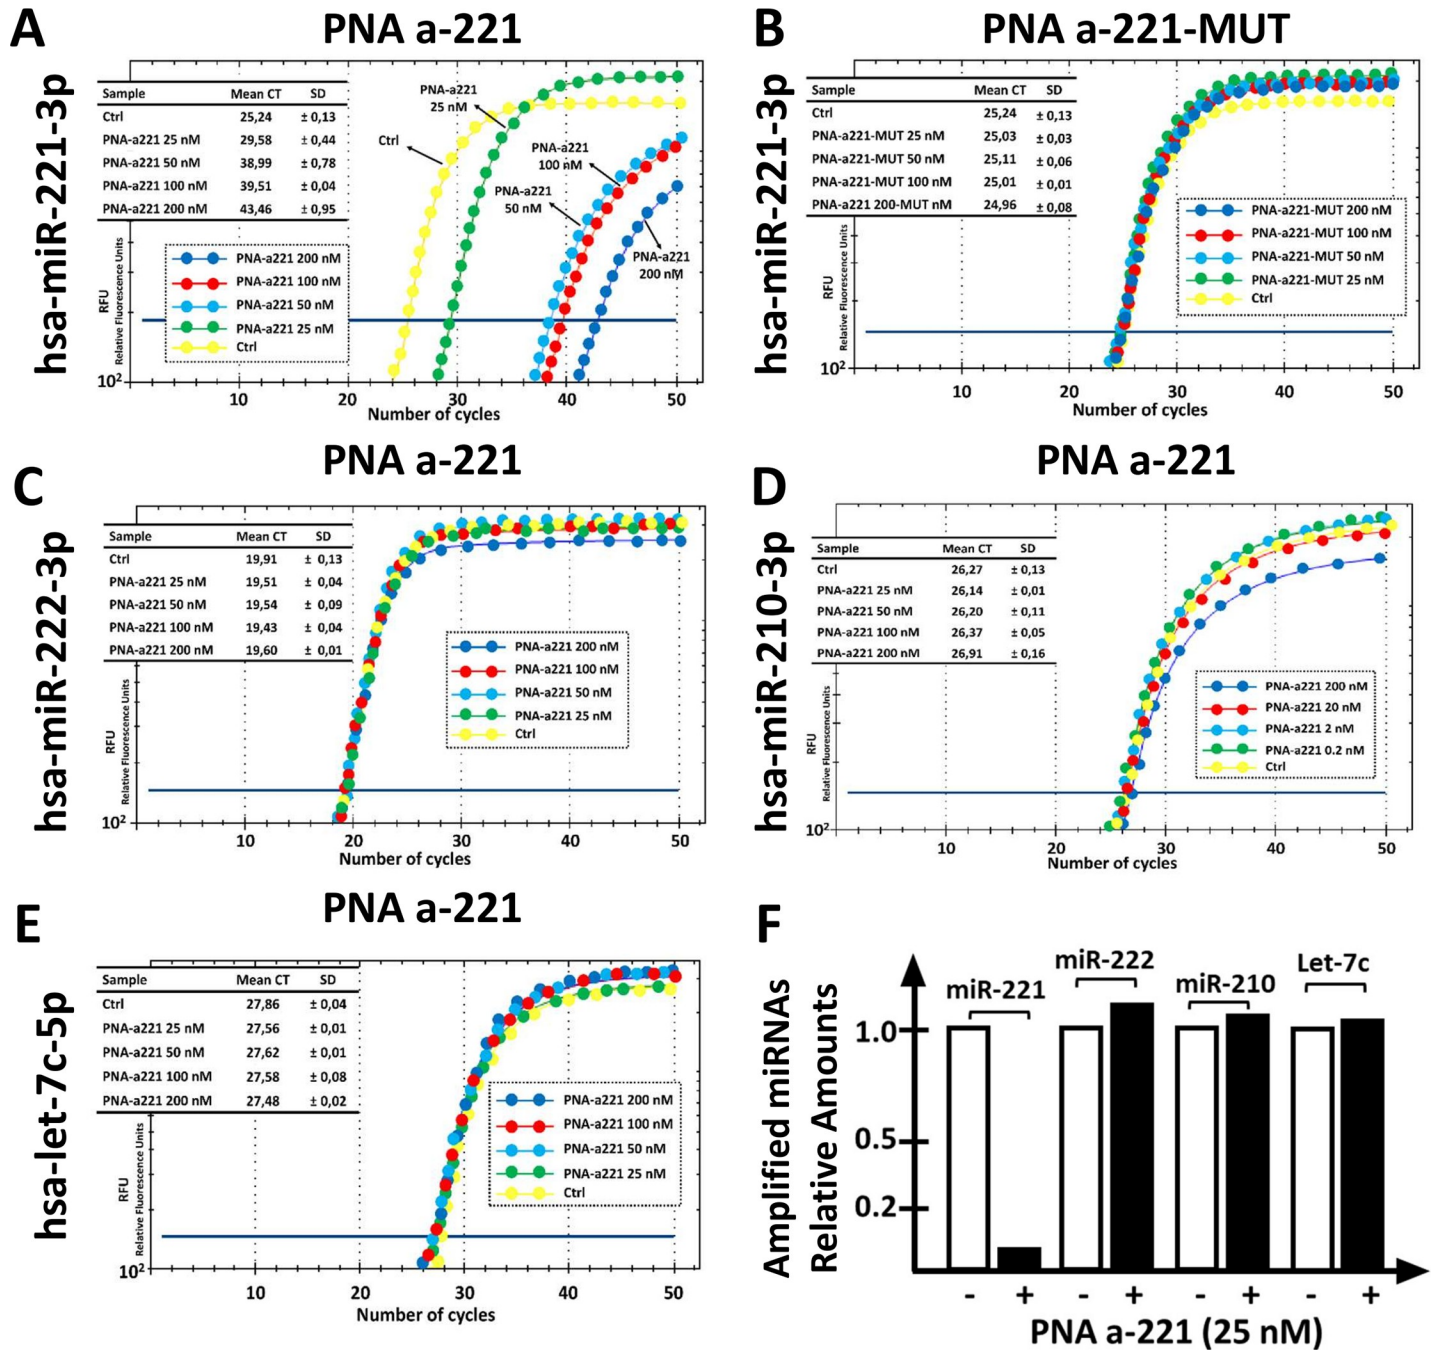 A
PNA a-221
hsa-miR-221-3p
Sample Mean CT SD
Ctrl 25,24 ± 0,13
PNA-a221 25 nM 29,58 ± 0,44
PNA-a221 50 nM 38,99 ± 0,78
PNA-a221 100 nM 39,51 ± 0,04
PNA-a221 200 nM 43,46 ± 0,95
Ctrl
PNA-a221
25 nM
PNA-a221
100 nM
PNA-a221
50 nM
PNA-a221
200 nM
PNA-a221 200 nM
PNA-a221 100 nM
PNA-a221 50 nM
PNA-a221 25 nM
Ctrl
RFU
Relative Fluorescence Units
10²
10 20 30 40 50
Number of cycles
B
PNA a-221-MUT
hsa-miR-221-3p
Sample Mean CT SD
Ctrl 25,24 ± 0,13
PNA-a221-MUT 25 nM 25,03 ± 0,03
PNA-a221-MUT 50 nM 25,11 ± 0,06
PNA-a221-MUT 100 nM 25,01 ± 0,01
PNA-a221 200-MUT nM 24,96 ± 0,08
PNA-a221-MUT 200 nM
PNA-a221-MUT 100 nM
PNA-a221-MUT 50 nM
PNA-a221-MUT 25 nM
Ctrl
RFU
Relative Fluorescence Units
10²
10 20 30 40 50
Number of cycles
C
PNA a-221
hsa-miR-222-3p
Sample Mean CT SD
Ctrl 19,91 ± 0,13
PNA-a221 25 nM 19,51 ± 0,04
PNA-a221 50 nM 19,54 ± 0,09
PNA-a221 100 nM 19,43 ± 0,04
PNA-a221 200 nM 19,60 ± 0,01
PNA-a221 200 nM
PNA-a221 100 nM
PNA-a221 50 nM
PNA-a221 25 nM
Ctrl
RFU
Relative Fluorescence Units
10²
10 20 30 40 50
Number of cycles
D
PNA a-221
hsa-miR-210-3p
Sample Mean CT SD
Ctrl 26,27 ± 0,13
PNA-a221 25 nM 26,14 ± 0,01
PNA-a221 50 nM 26,20 ± 0,11
PNA-a221 100 nM 26,37 ± 0,05
PNA-a221 200 nM 26,91 ± 0,16
PNA-a221 200 nM
PNA-a221 20 nM
PNA-a221 2 nM
PNA-a221 0.2 nM
Ctrl
RFU
Relative Fluorescence Units
10²
10 20 30 40 50
Number of cycles
E
PNA a-221
hsa-let-7c-5p
Sample Mean CT SD
Ctrl 27,86 ± 0,04
PNA-a221 25 nM 27,56 ± 0,01
PNA-a221 50 nM 27,62 ± 0,01
PNA-a221 100 nM 27,58 ± 0,08
PNA-a221 200 nM 27,48 ± 0,02
PNA-a221 200 nM
PNA-a221 100 nM
PNA-a221 50 nM
PNA-a221 25 nM
Ctrl
RFU
Relative Fluorescence Units
10²
10 20 30 40 50
Number of cycles
F
Amplified miRNAs
Relative Amounts
miR-221
miR-222
miR-210
Let-7c
1.0
0.5
0.2
- + - + - + - +
PNA a-221 (25 nM)